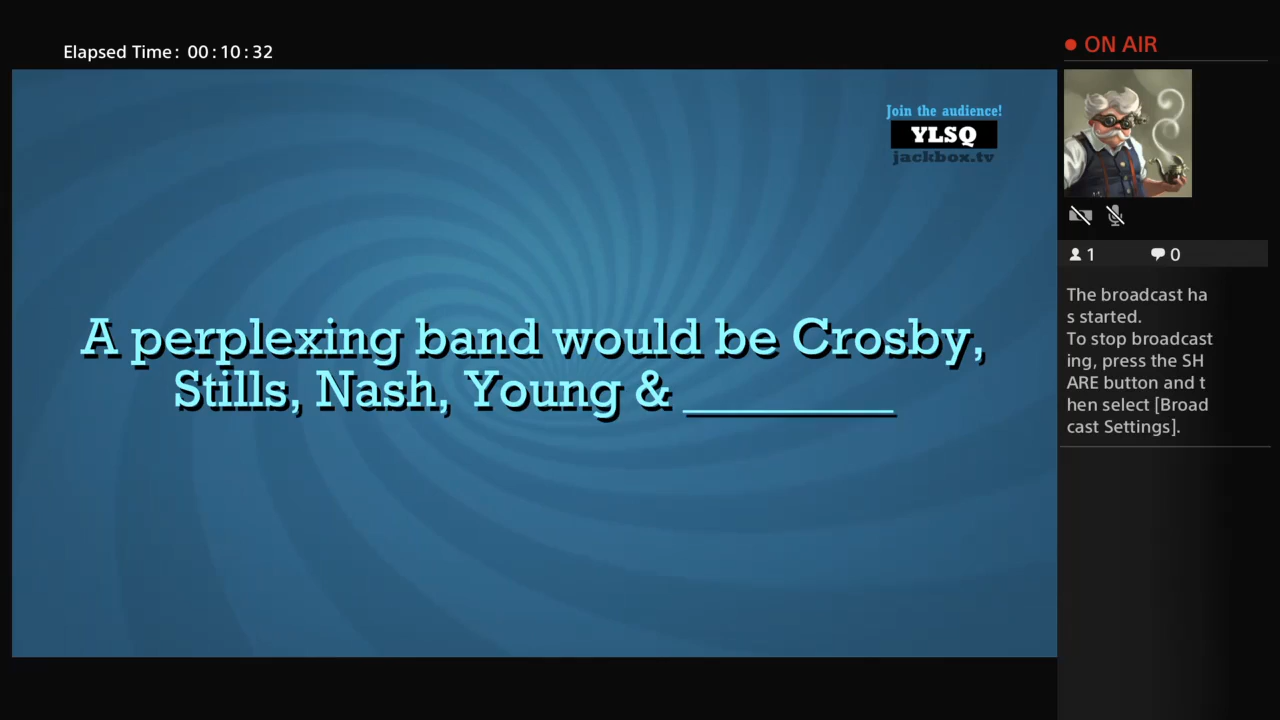 Elapsed Time: 00:10:32
ON AIR
Join the audience!
YLSQ
jackbox.tv
A perplexing band would be Crosby,
Stills, Nash, Young & ________
1 0
The broadcast ha
s started.
To stop broadcast
ing, press the SH
ARE button and t
hen select [Broad
cast Settings].